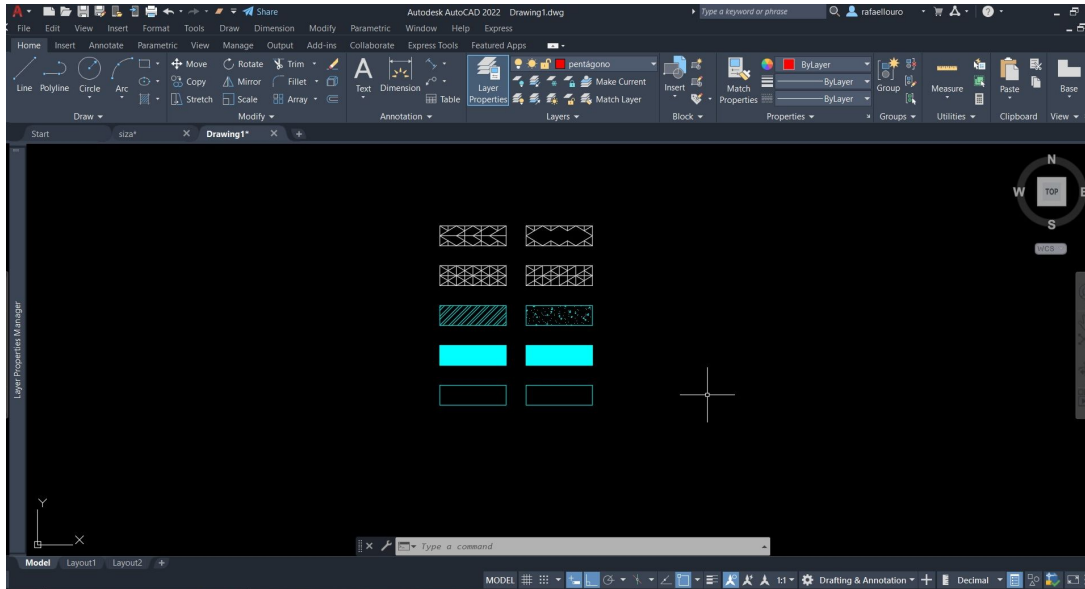 A Share Autodesk AutoCAD 2022 Drawing1.dwg Type a keyword or phrase rafaellouro
File Edit View Insert Format Tools Draw Dimension Modify Parametric Window Help Express
Home Insert Annotate Parametric View Manage Output Add-ins Collaborate Express Tools Featured Apps
Move Rotate Trim A pentágono ByLayer
Line Polyline Circle Arc Copy Mirror Fillet Text Dimension Layer Properties Make Current Insert Match Properties ByLayer Group Measure Paste Base
Stretch Scale Array Table Match Layer ByLayer
Draw Modify Annotation Layers Block Properties Groups Utilities Clipboard View
Start siza* Drawing1*
N
W TOP E
S
WCS
Layer Properties Manager
Y
X
Type a command
Model Layout1 Layout2
MODEL 1:1 Drafting & Annotation Decimal